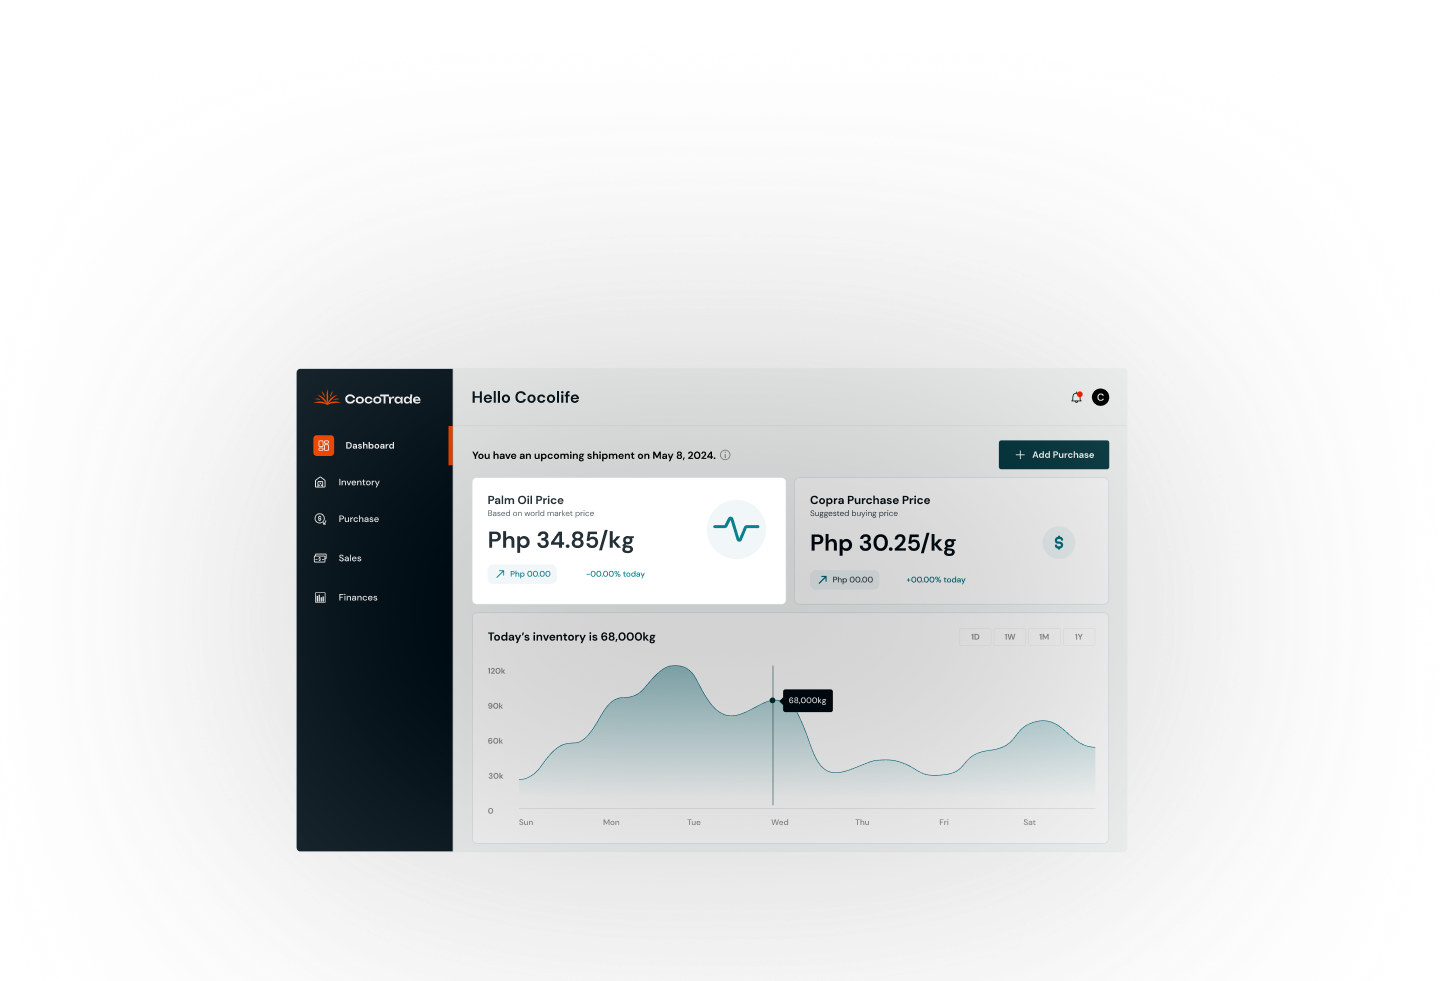 CocoTrade
Dashboard
Inventory
Purchase
Sales
Finances
Hello Cocolife
C
You have an upcoming shipment on May 8, 2024.
Add Purchase
Palm Oil Price
Based on world market price
Php 34.85/kg
Php 00.00
-00.00% today
Copra Purchase Price
Suggested buying price
Php 30.25/kg
$
Php 00.00
+00.00% today
Today’s inventory is 68,000kg
1D 1W 1M 1Y
120k
90k
60k
30k
0
68,000kg
Sun Mon Tue Wed Thu Fri Sat